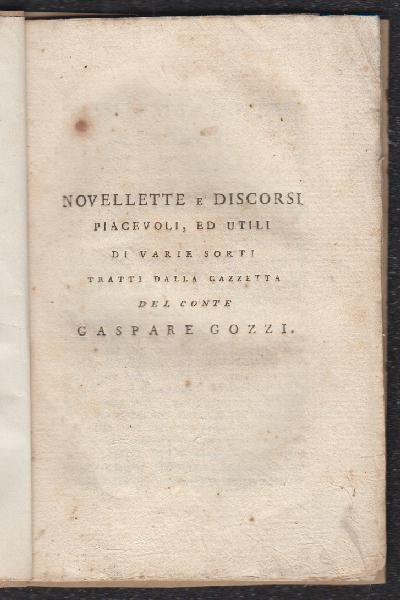 NOVELLETTE E DISCORSI
PIACEVOLI, ED UTILI
DI VARIE SORTI
TRATTI DALLA GAZZETTA
DEL CONTE
GASPARE GOZZI.